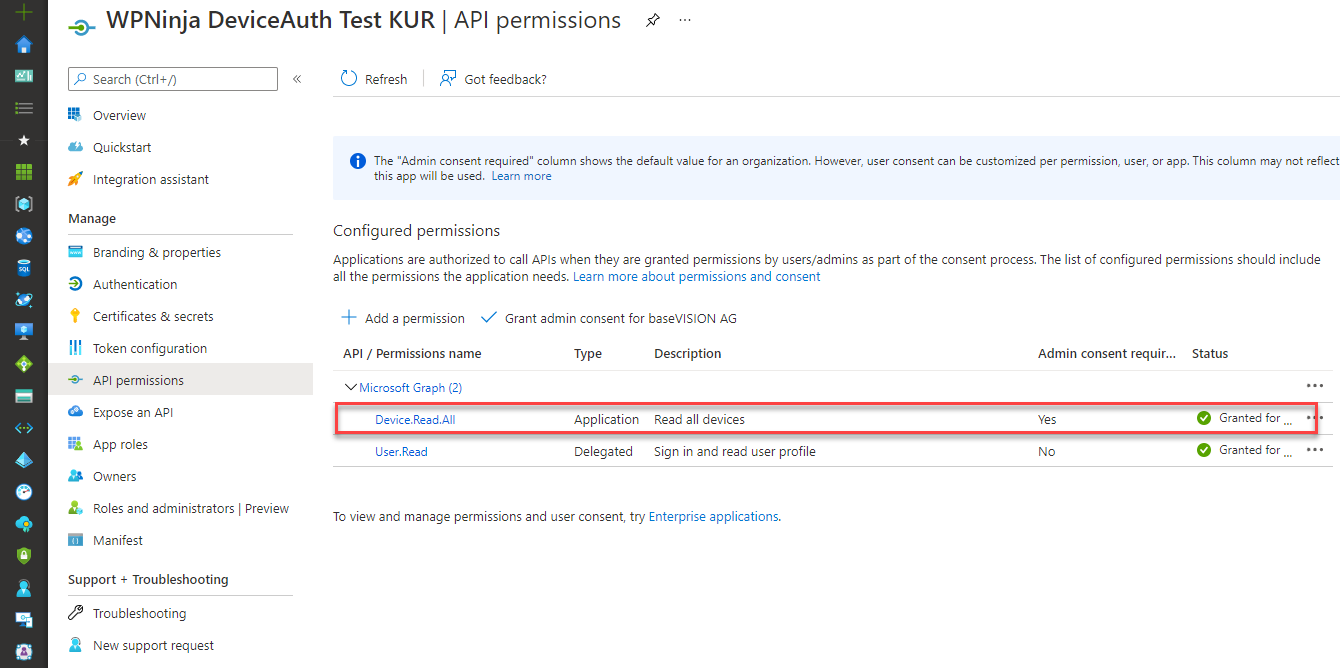 WPNinja DeviceAuth Test KUR | API permissions ...
Search (Ctrl+/)
«
Overview
Quickstart
Integration assistant
Manage
Branding & properties
Authentication
Certificates & secrets
Token configuration
API permissions
Expose an API
App roles
Owners
Roles and administrators | Preview
Manifest
Support + Troubleshooting
Troubleshooting
New support request
Refresh
Got feedback?
The "Admin consent required" column shows the default value for an organization. However, user consent can be customized per permission, user, or app. This column may not reflect
this app will be used. Learn more
Configured permissions
Applications are authorized to call APIs when they are granted permissions by users/admins as part of the consent process. The list of configured permissions should include
all the permissions the application needs. Learn more about permissions and consent
Add a permission Grant admin consent for baseVISION AG
API / Permissions name Type Description Admin consent requir... Status
Microsoft Graph (2)
Device.Read.All Application Read all devices Yes Granted for ...
User.Read Delegated Sign in and read user profile No Granted for ...
To view and manage permissions and user consent, try Enterprise applications.
SQL